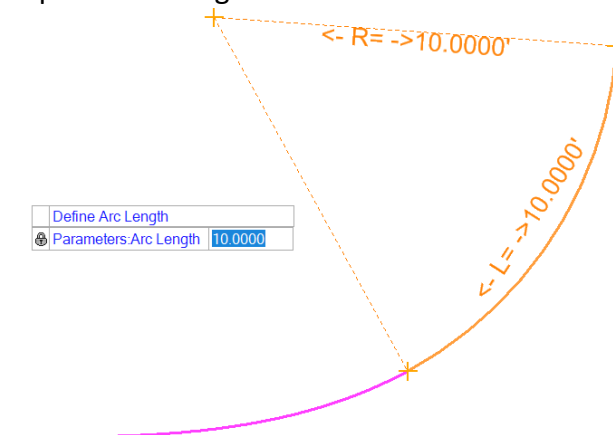 <- R= ->10.0000'
<- L= ->10.0000'
Define Arc Length
Parameters:Arc Length 10.0000